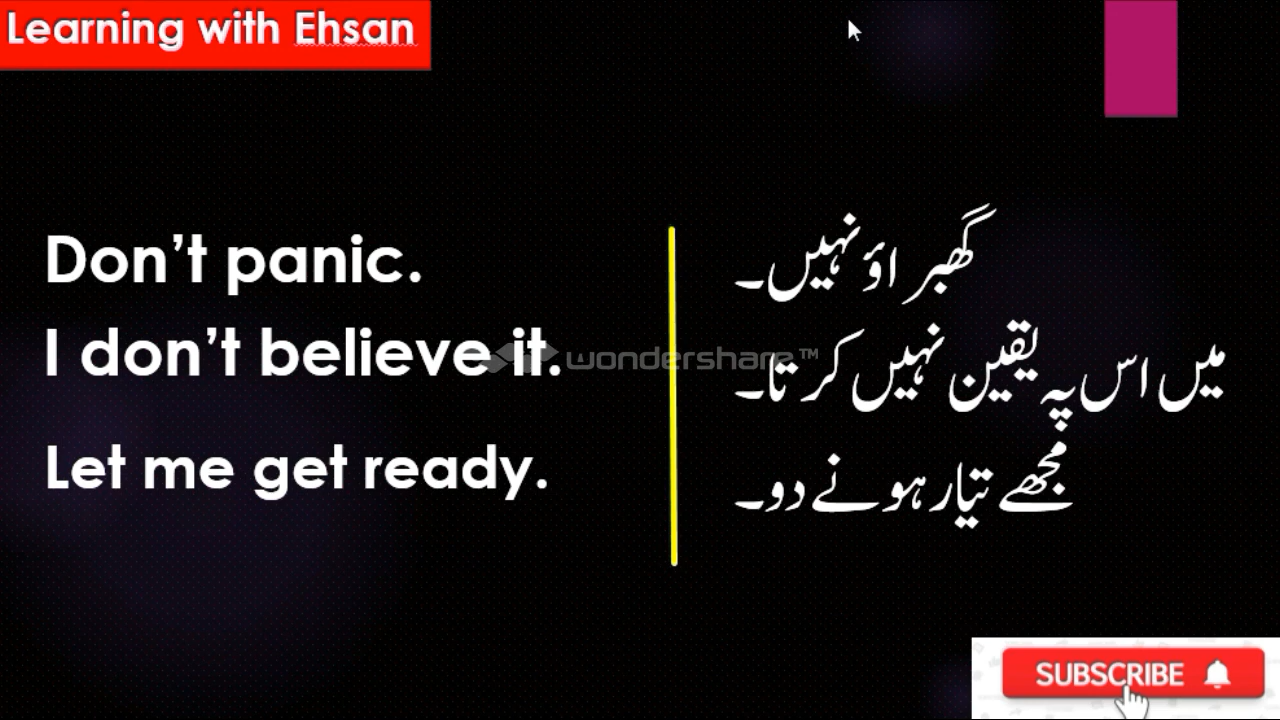 Learning with Ehsan
Don't panic.
گھبراؤ نہیں۔
I don't believe it.
میں اس پہ یقین نہیں کرتا۔
wondershare™
Let me get ready.
مجھے تیار ہونے دو۔
SUBSCRIBE